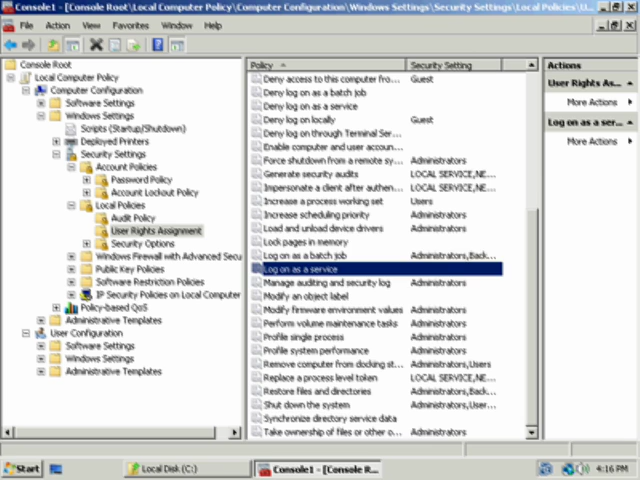 Console1 - [Console Root\Local Computer Policy\Computer Configuration\Windows Settings\Security Settings\Local Policies\U...
File Action View Favorites Window Help
Console Root
Local Computer Policy
Computer Configuration
Software Settings
Windows Settings
Scripts (Startup/Shutdown)
Deployed Printers
Security Settings
Account Policies
Password Policy
Account Lockout Policy
Local Policies
Audit Policy
User Rights Assignment
Security Options
Windows Firewall with Advanced Secu
Public Key Policies
Software Restriction Policies
IP Security Policies on Local Computer
Policy-based QoS
Administrative Templates
User Configuration
Software Settings
Windows Settings
Administrative Templates
Policy Security Setting
Deny access to this computer fro... Guest
Deny log on as a batch job
Deny log on as a service
Deny log on locally Guest
Deny log on through Terminal Ser...
Enable computer and user accoun...
Force shutdown from a remote sy... Administrators
Generate security audits LOCAL SERVICE,NE...
Impersonate a client after authen... LOCAL SERVICE,NE...
Increase a process working set Users
Increase scheduling priority Administrators
Load and unload device drivers Administrators
Lock pages in memory
Log on as a batch job Administrators,Back...
Log on as a service
Manage auditing and security log Administrators
Modify an object label
Modify firmware environment values Administrators
Perform volume maintenance tasks Administrators
Profile single process Administrators
Profile system performance Administrators
Remove computer from docking st... Administrators,Users
Replace a process level token LOCAL SERVICE,NE...
Restore files and directories Administrators,Back...
Shut down the system Administrators,User...
Synchronize directory service data
Take ownership of files or other o... Administrators
Actions
User Rights As...
More Actions
Log on as a ser...
More Actions
Start Local Disk (C:) Console1 - [Console R... 4:16 PM